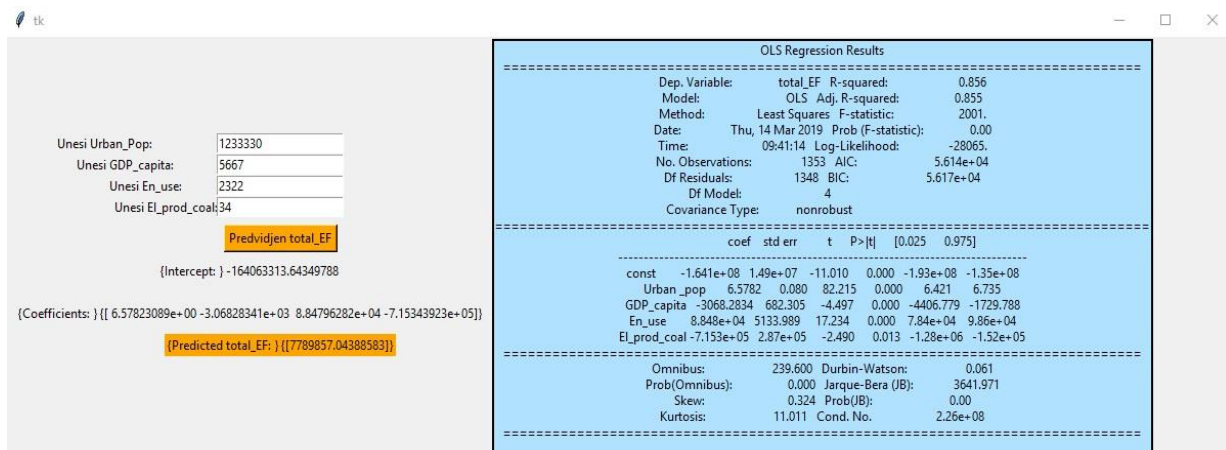 tk
Unesi Urban_Pop: 1233330
Unesi GDP_capita: 5667
Unesi En_use: 2322
Unesi El_prod_coal: 34
Predvidjen total_EF
{Intercept: } -164063313.64349788
{Coefficients: } {[ 6.57823089e+00 -3.06828341e+03 8.84796282e+04 -7.15343923e+05]}
{Predicted total_EF: } {[[7789857.04388583]]}
OLS Regression Results
==============================================================================
Dep. Variable: total_EF R-squared: 0.856
Model: OLS Adj. R-squared: 0.855
Method: Least Squares F-statistic: 2001.
Date: Thu, 14 Mar 2019 Prob (F-statistic): 0.00
Time: 09:41:14 Log-Likelihood: -28065.
No. Observations: 1353 AIC: 5.614e+04
Df Residuals: 1348 BIC: 5.617e+04
Df Model: 4
Covariance Type: nonrobust
==============================================================================
coef std err t P>|t| [0.025 0.975]
------------------------------------------------------------------------------
const -1.641e+08 1.49e+07 -11.010 0.000 -1.93e+08 -1.35e+08
Urban _pop 6.5782 0.080 82.215 0.000 6.421 6.735
GDP_capita -3068.2834 682.305 -4.497 0.000 -4406.779 -1729.788
En_use 8.848e+04 5133.989 17.234 0.000 7.84e+04 9.86e+04
El_prod_coal -7.153e+05 2.87e+05 -2.490 0.013 -1.28e+06 -1.52e+05
==============================================================================
Omnibus: 239.600 Durbin-Watson: 0.061
Prob(Omnibus): 0.000 Jarque-Bera (JB): 3641.971
Skew: 0.324 Prob(JB): 0.00
Kurtosis: 11.011 Cond. No. 2.26e+08
==============================================================================